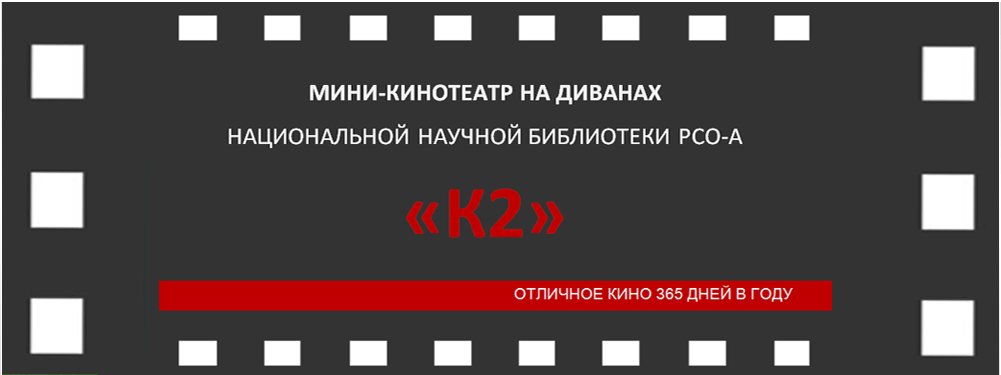 МИНИ-КИНОТЕАТР НА ДИВАНАХ
НАЦИОНАЛЬНОЙ НАУЧНОЙ БИБЛИОТЕКИ РСО-А
«К2»
ОТЛИЧНОЕ КИНО 365 ДНЕЙ В ГОДУ